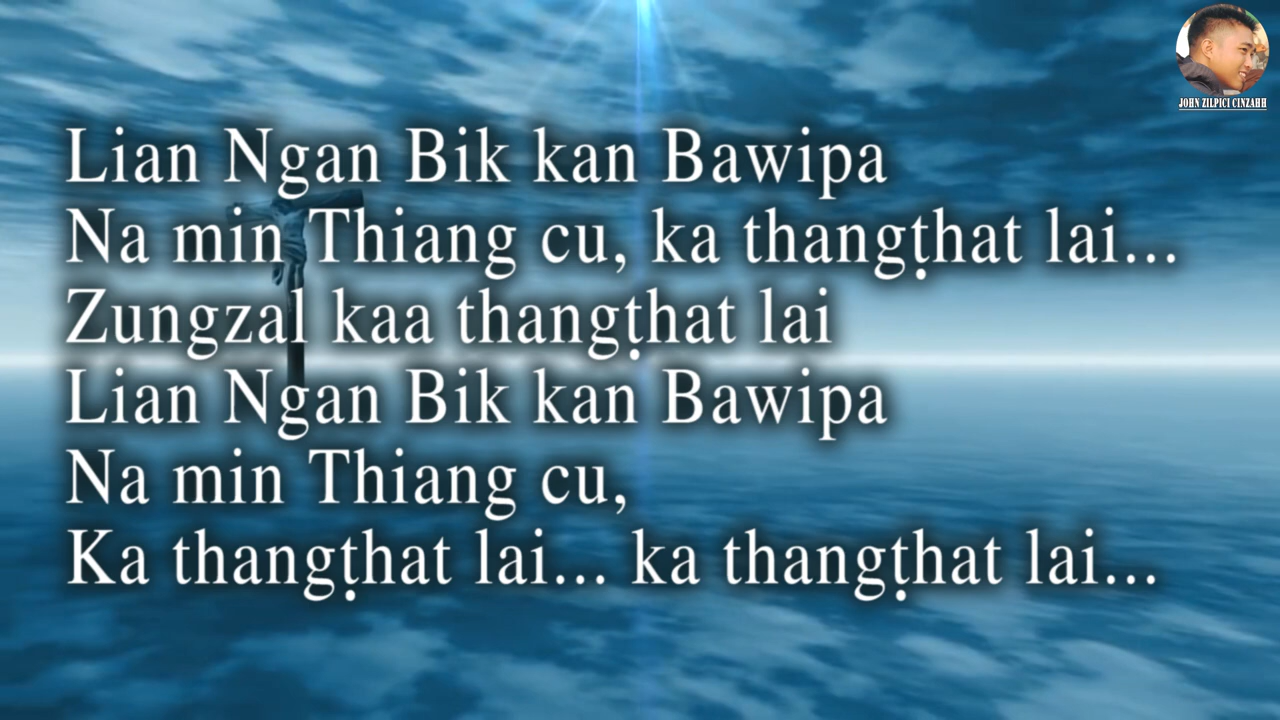 JOHN ZILPICI CINZAHH
Lian Ngan Bik kan Bawipa
Na min Thiang cu, ka thangṭhat lai...
Zungzal kaa thangṭhat lai
Lian Ngan Bik kan Bawipa
Na min Thiang cu,
Ka thangṭhat lai... ka thangṭhat lai...